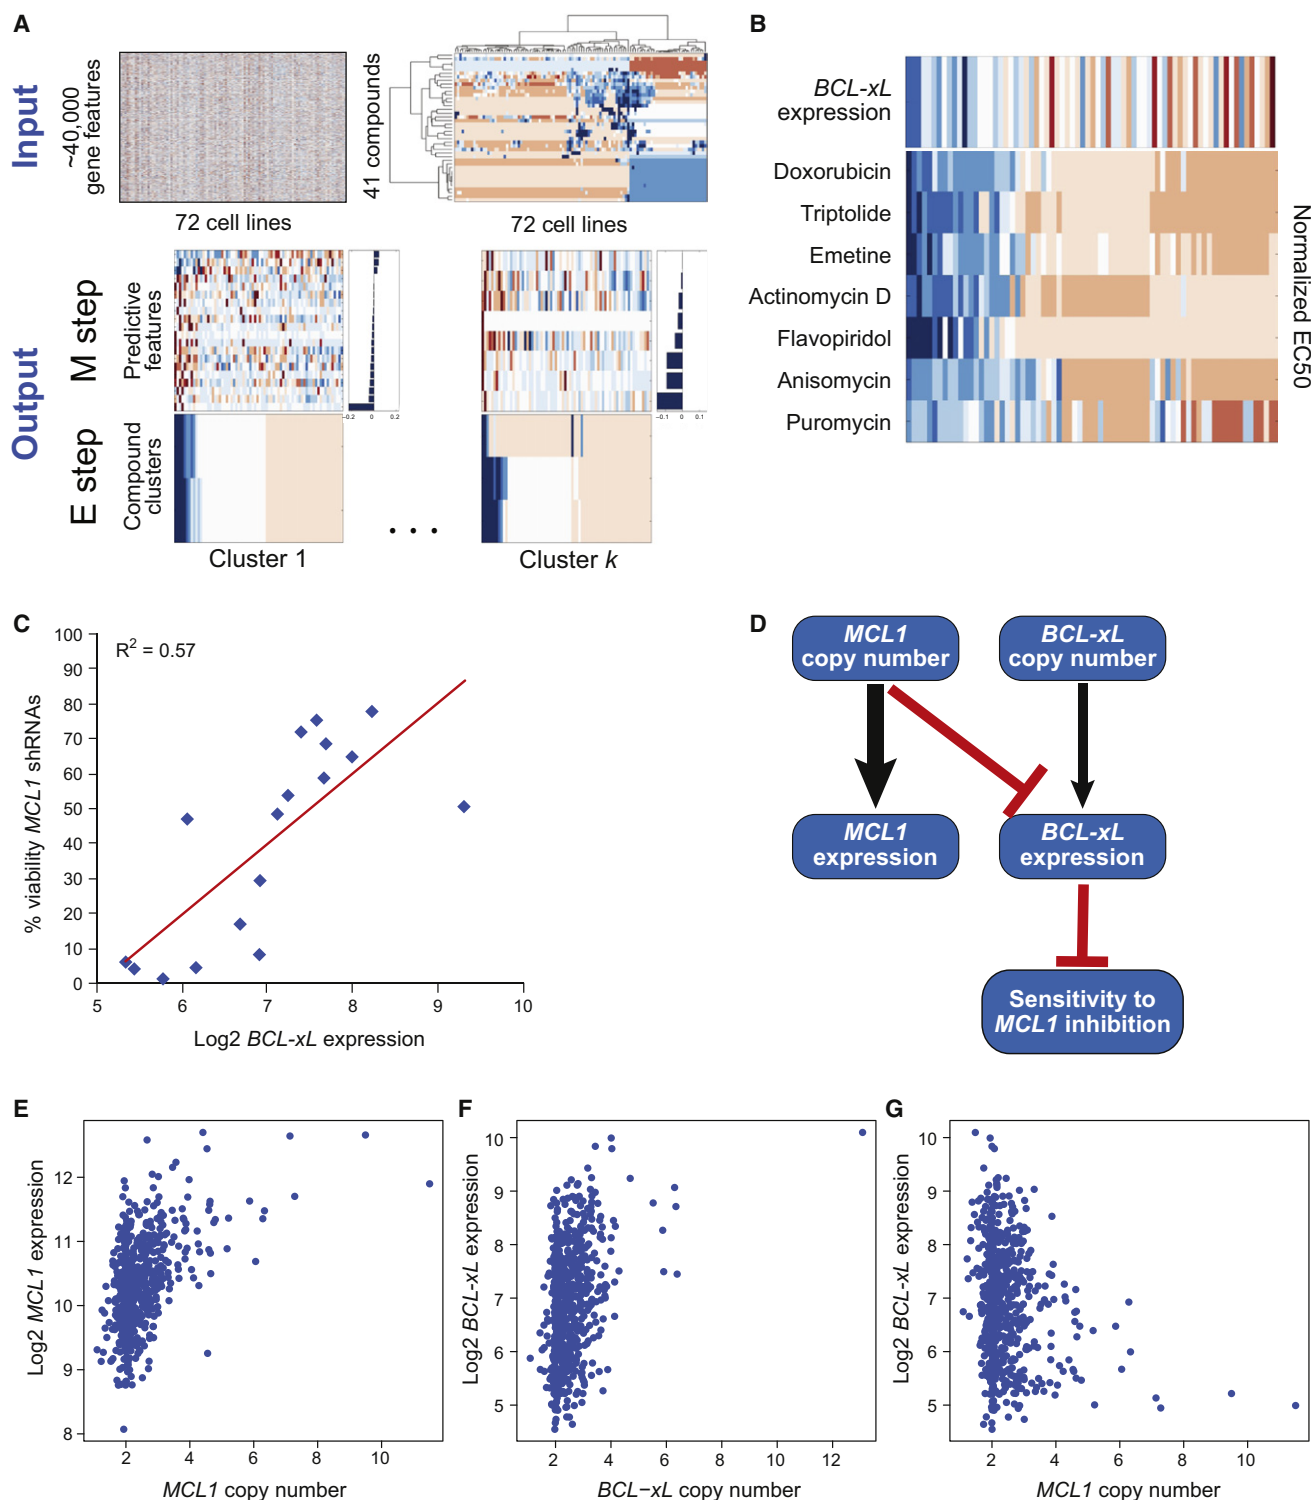 A
Input
~40,000
gene features
72 cell lines
41 compounds
72 cell lines
Output
M step
Predictive
features
−0.2 0 0.2
−0.1 0 0.1
E step
Compound
clusters
Cluster 1
. . .
Cluster k
B
BCL-xL
expression
Doxorubicin
Triptolide
Emetine
Actinomycin D
Flavopiridol
Anisomycin
Puromycin
Normalized EC50
C
R² = 0.57
% viability MCL1 shRNAs
100
90
80
70
60
50
40
30
20
10
0
5 6 7 8 9 10
Log2 BCL-xL expression
D
MCL1
copy number
BCL-xL
copy number
MCL1
expression
BCL-xL
expression
Sensitivity to
MCL1 inhibition
E
Log2 MCL1 expression
12
11
10
9
8
2 4 6 8 10
MCL1 copy number
F
Log2 BCL-xL expression
10
9
8
7
6
5
2 4 6 8 10 12
BCL−xL copy number
G
Log2 BCL-xL expression
10
9
8
7
6
5
2 4 6 8 10
MCL1 copy number